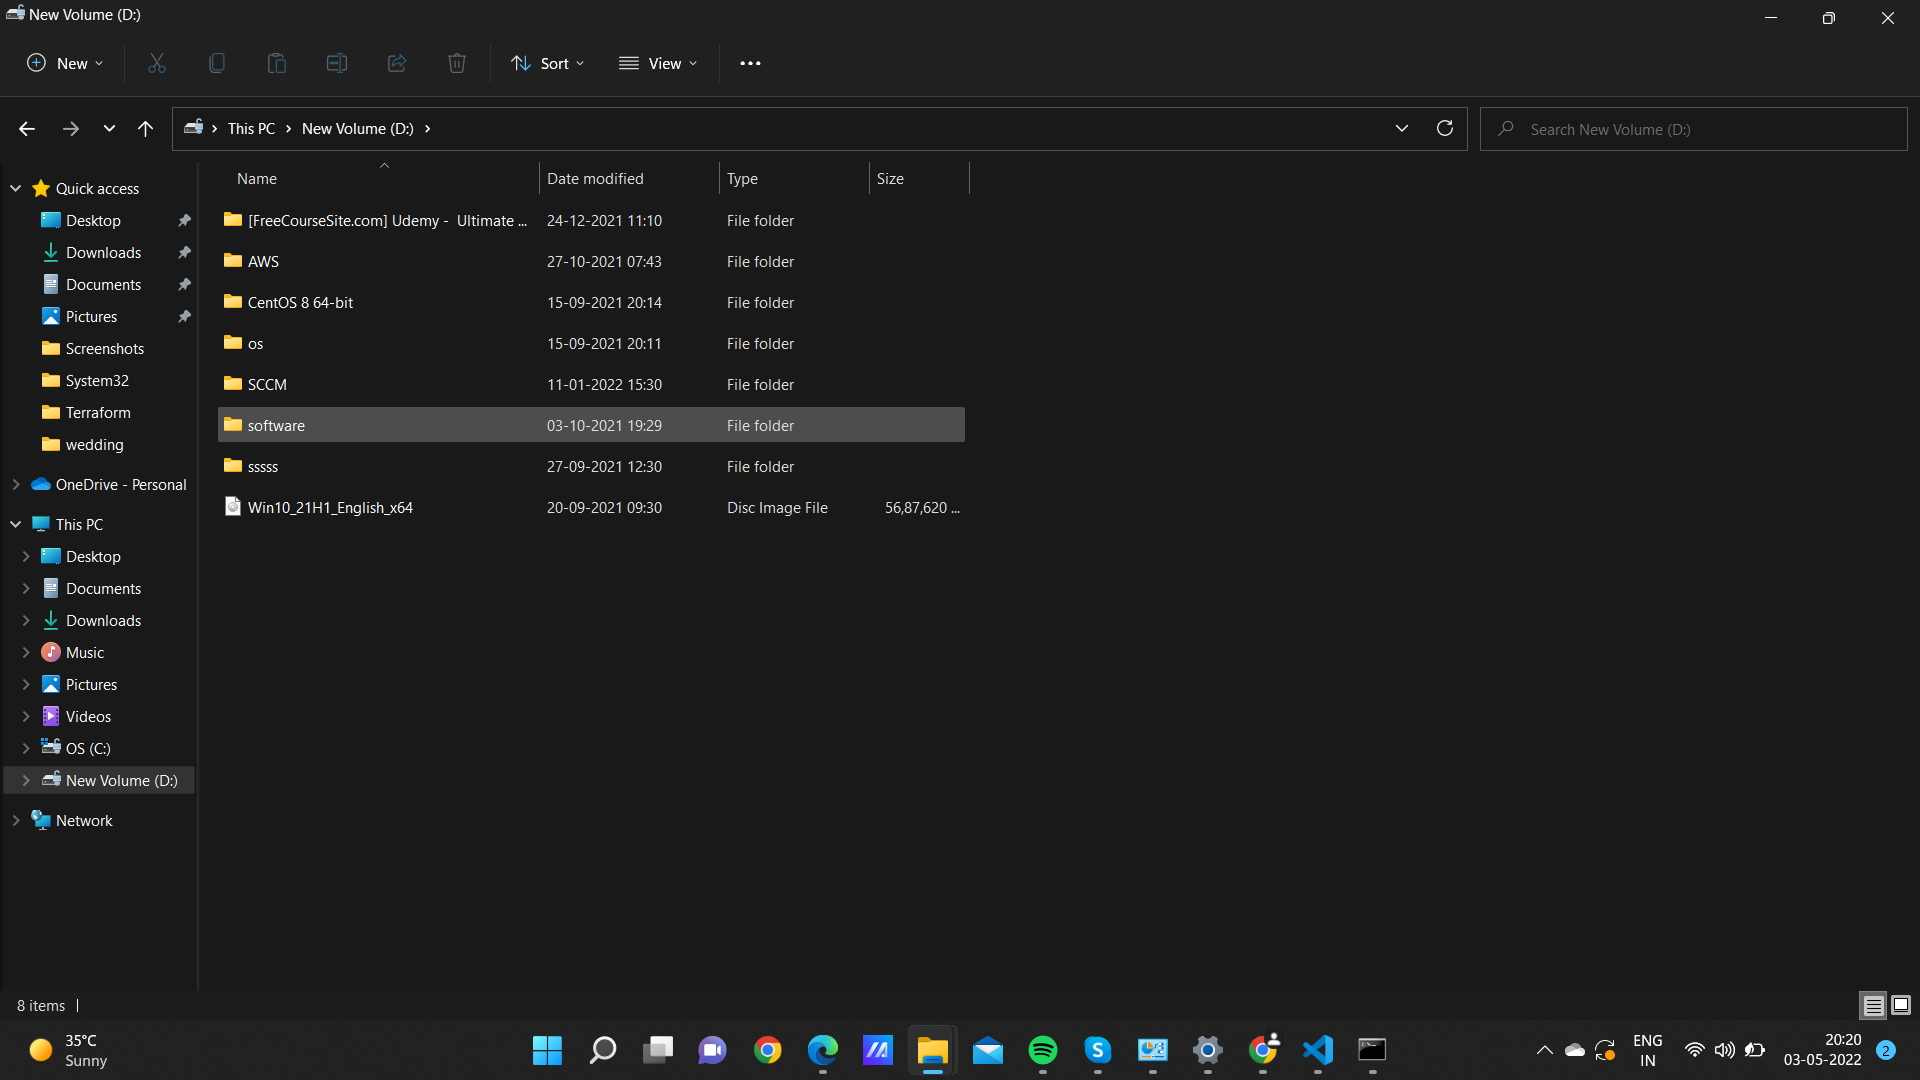 New Volume (D:)
New
Sort
View
This PC
New Volume (D:)
Search New Volume (D:)
Name
Date modified
Type
Size
Quick access
Desktop
Downloads
Documents
Pictures
Screenshots
System32
Terraform
wedding
OneDrive - Personal
This PC
Desktop
Documents
Downloads
Music
Pictures
Videos
OS (C:)
New Volume (D:)
Network
[FreeCourseSite.com] Udemy - Ultimate ... 24-12-2021 11:10 File folder
AWS 27-10-2021 07:43 File folder
CentOS 8 64-bit 15-09-2021 20:14 File folder
os 15-09-2021 20:11 File folder
SCCM 11-01-2022 15:30 File folder
software 03-10-2021 19:29 File folder
sssss 27-09-2021 12:30 File folder
Win10_21H1_English_x64 20-09-2021 09:30 Disc Image File 56,87,620 ...
8 items
35°C
Sunny
ENG
IN
20:20
03-05-2022
2